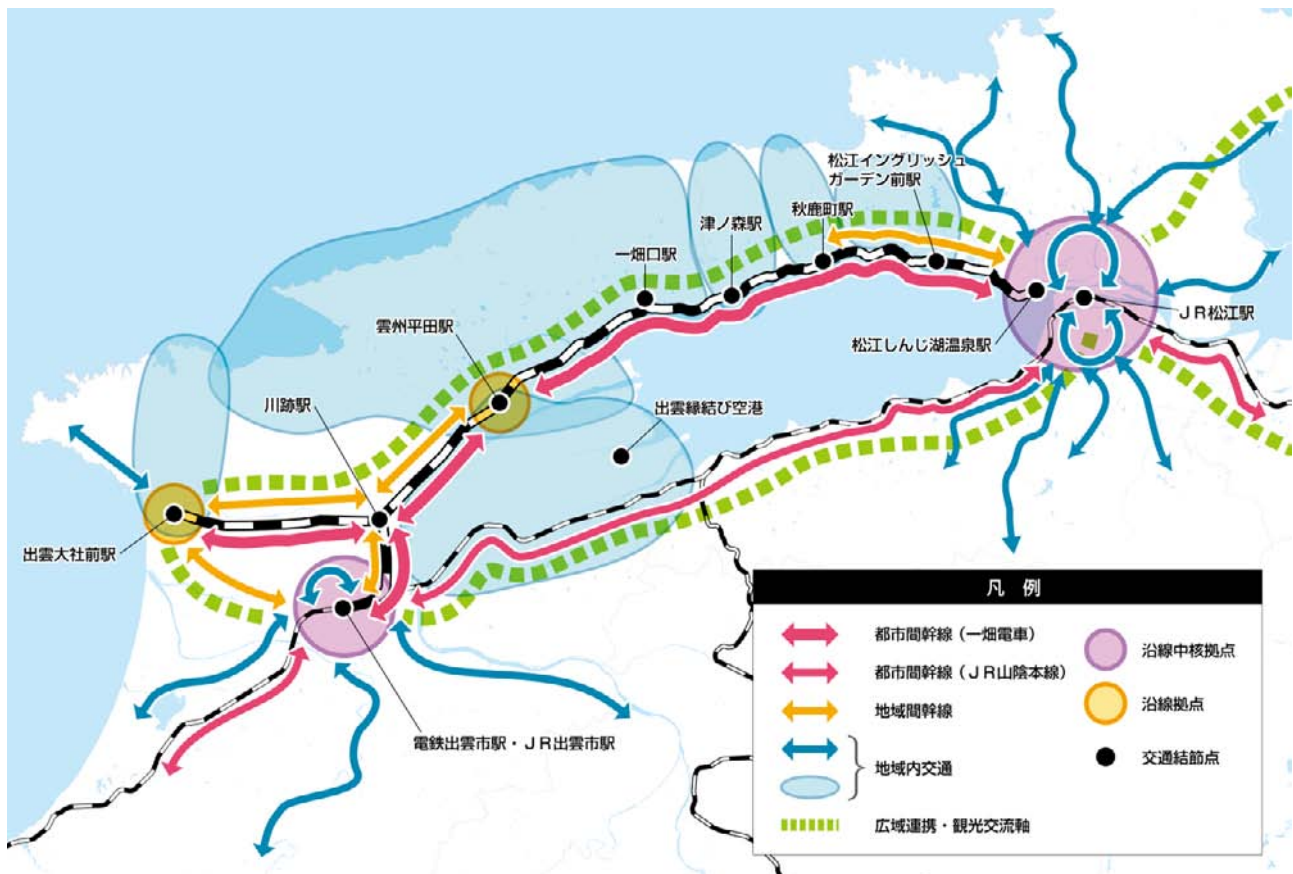 松江イングリッシュ
ガーデン前駅
秋鹿町駅
津ノ森駅
一畑口駅
雲州平田駅
JR松江駅
松江しんじ湖温泉駅
川跡駅
出雲縁結び空港
出雲大社前駅
電鉄出雲市駅・JR出雲市駅
凡 例
都市間幹線（一畑電車）
都市間幹線（JR山陰本線）
地域間幹線
地域内交通
広域連携・観光交流軸
沿線中核拠点
沿線拠点
交通結節点